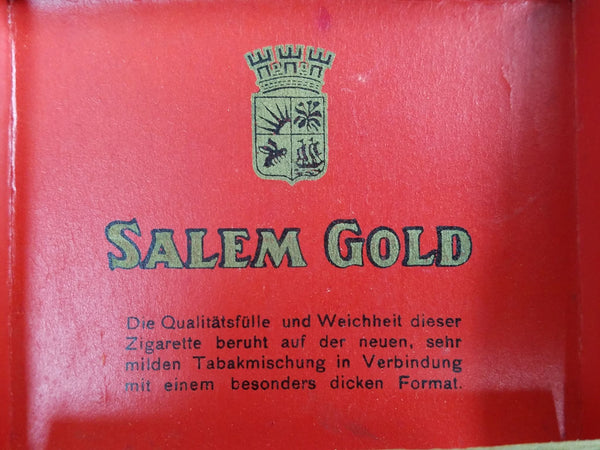 SALEM GOLD
Die Qualitätsfülle und Weichheit dieser
Zigarette beruht auf der neuen, sehr
milden Tabakmischung in Verbindung
mit einem besonders dicken Format.